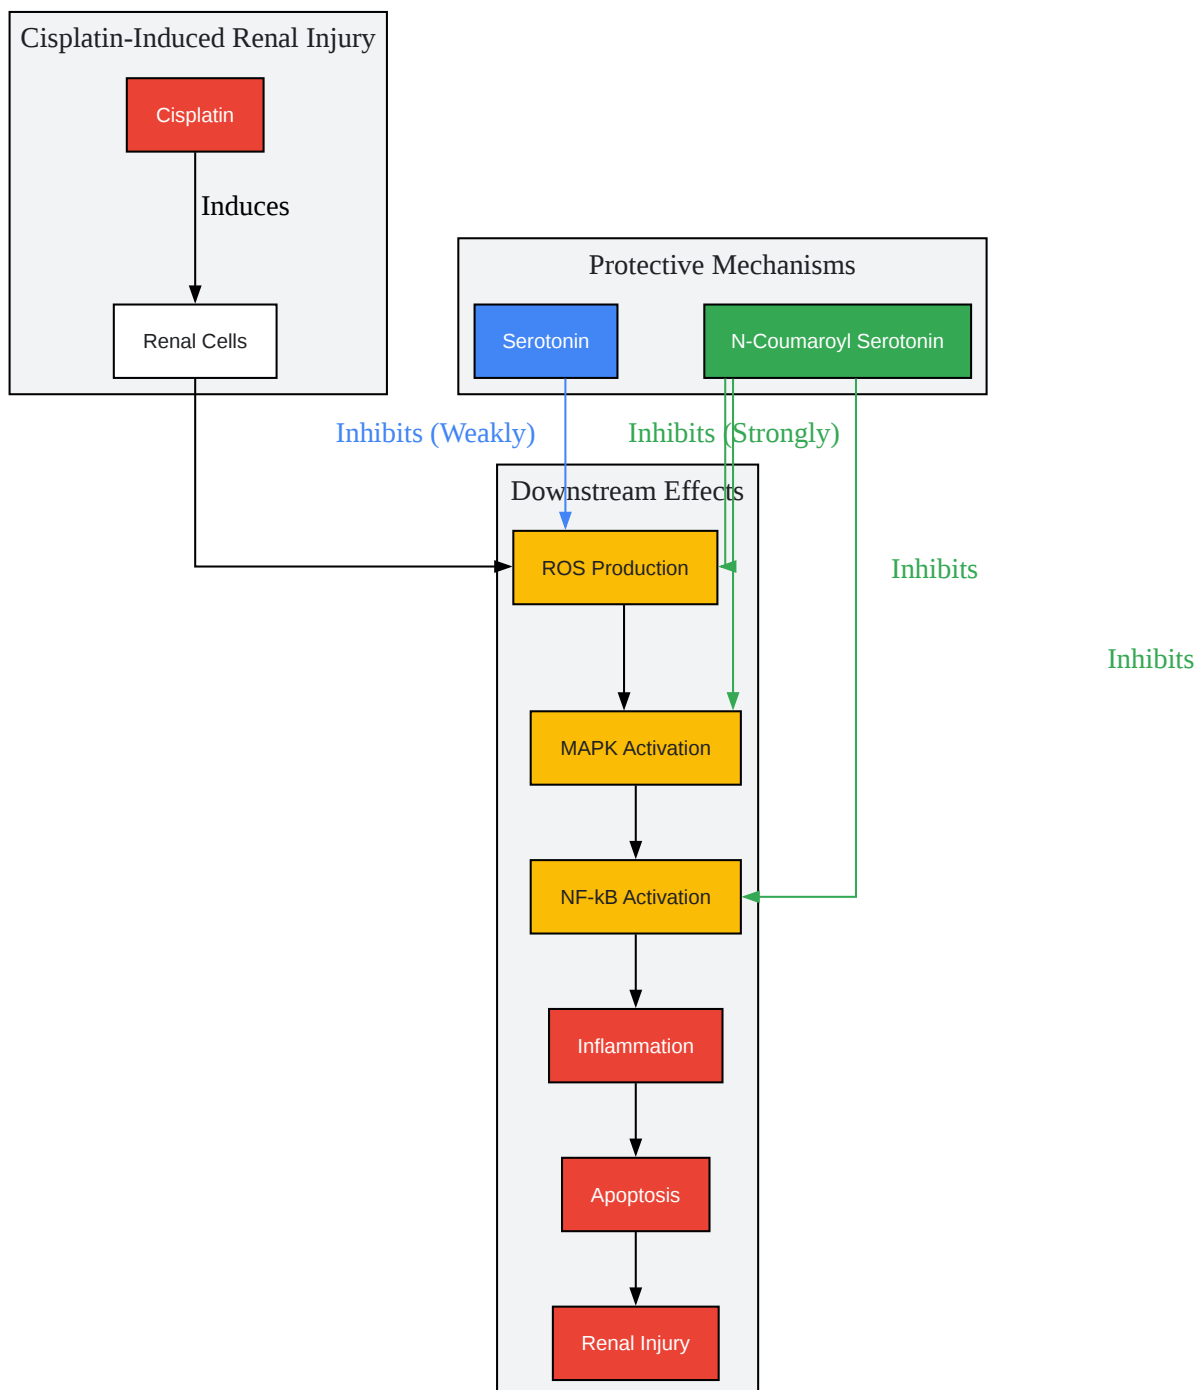 Cisplatin-Induced Renal Injury
Cisplatin
Induces
Renal Cells
Protective Mechanisms
Serotonin
N-Coumaroyl Serotonin
Inhibits (Weakly)
Inhibits (Strongly)
Downstream Effects
ROS Production
Inhibits
Inhibits
MAPK Activation
NF-kB Activation
Inflammation
Apoptosis
Renal Injury